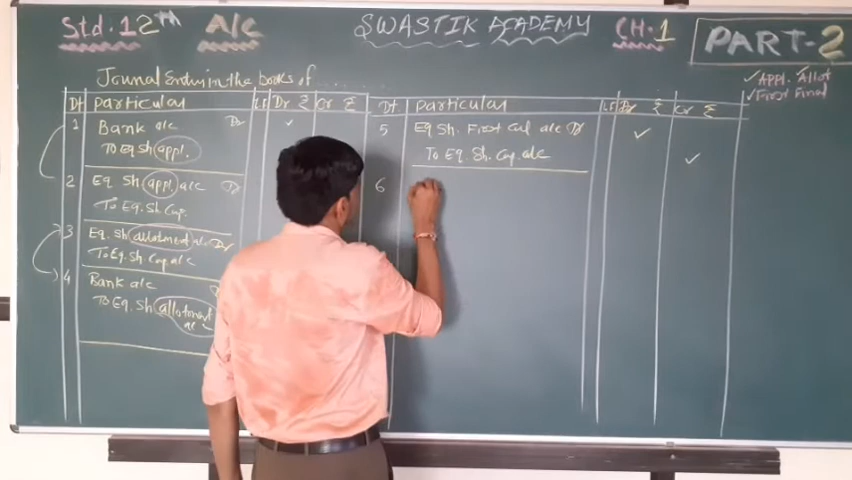 Std. 12th A/C SWASTIK ACADEMY CH-1 PART-2
✓ Appl. ✓ Allot
✓ First Final
Journal Entry in the books of ........
Dt Particular LF Dr ₹ Cr ₹
1 Bank a/c Dr ✓
To Eq Sh appl.
2 Eq Sh appl. a/c Dr
To Eq. Sh Cap.
3 Eq. Sh allotment a/c Dr
To Eq. Sh Cap a/c
4 Bank a/c
To Eq. Sh allotment a/c
Dt Particular LF Dr ₹ Cr ₹
5 Eq Sh. First Call a/c Dr ✓
To Eq. Sh. Cap. a/c ✓
6